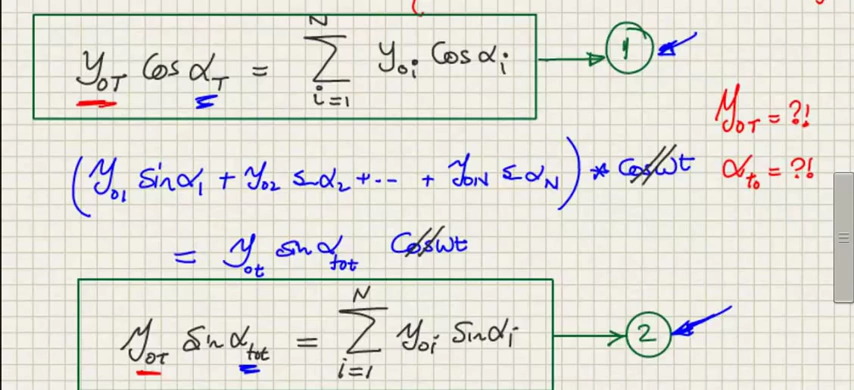 y_oT Cos α_T = Σ_{i=1}^{N} y_oi Cos α_i → 1
y_oT = ?!
(y_o1 sin α_1 + y_o2 sin α_2 + --- + y_oN sin α_N) * Cos ωt
α_to = ?!
= y_ot sin α_tot Cos ωt
y_oT sin α_tot = Σ_{i=1}^{N} y_oi sin α_i → 2